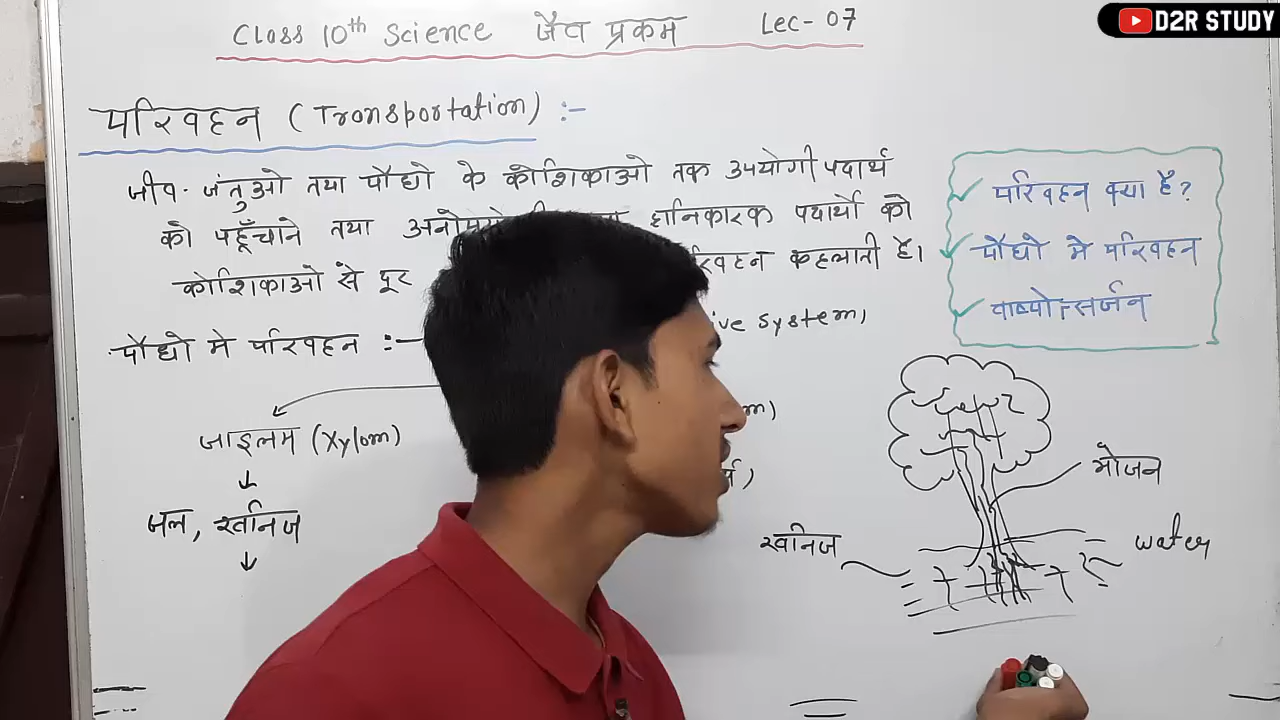 Class 10th Science जैव प्रकम Lec-07
D2R STUDY
परिवहन (Transportation) :-
जीव-जंतुओ तथा पौधो के कोशिकाओ तक उपयोगी पदार्थ
को पहूँचाने तथा हानिकारक पदार्थो को
कोशिकाओ से दूर परिवहन कहलाती है।
पौधो मे परिवहन :-
ive System,
जाइलम (Xylom)
जल, खनिज
परिवहन क्या है?
पौधो मे परिवहन
वाष्पोत्सर्जन
भोजन
खनिज
water